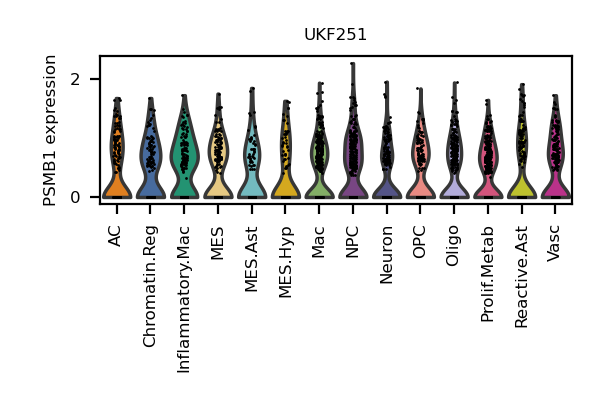 UKF251
PSMB1 expression
2
0
AC
Chromatin.Reg
Inflammatory.Mac
MES
MES.Ast
MES.Hyp
Mac
NPC
Neuron
OPC
Oligo
Prolif.Metab
Reactive.Ast
Vasc